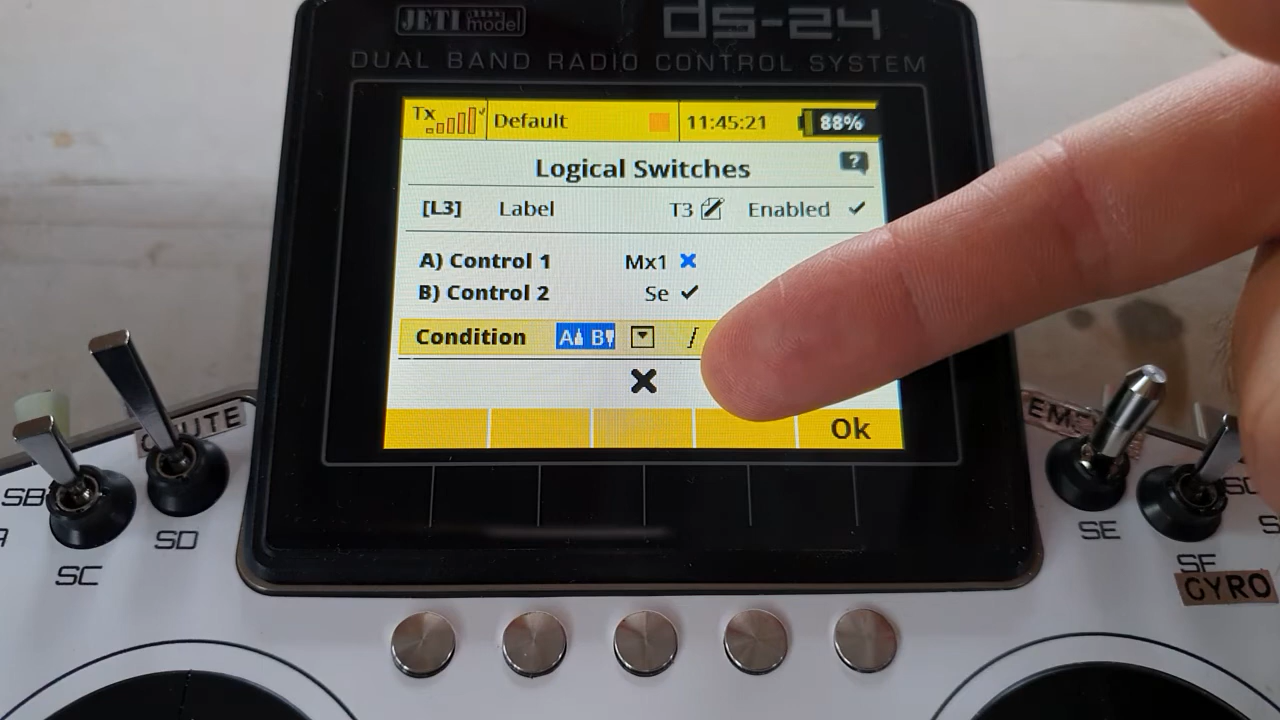 JETI model
DS-24
DUAL BAND RADIO CONTROL SYSTEM
Tx Default 11:45:21 88%
Logical Switches ?
[L3] Label T3 Enabled
A) Control 1 Mx1
B) Control 2 Se
Condition A B
Ok
SB
SC
SD
SE
SF
GYRO